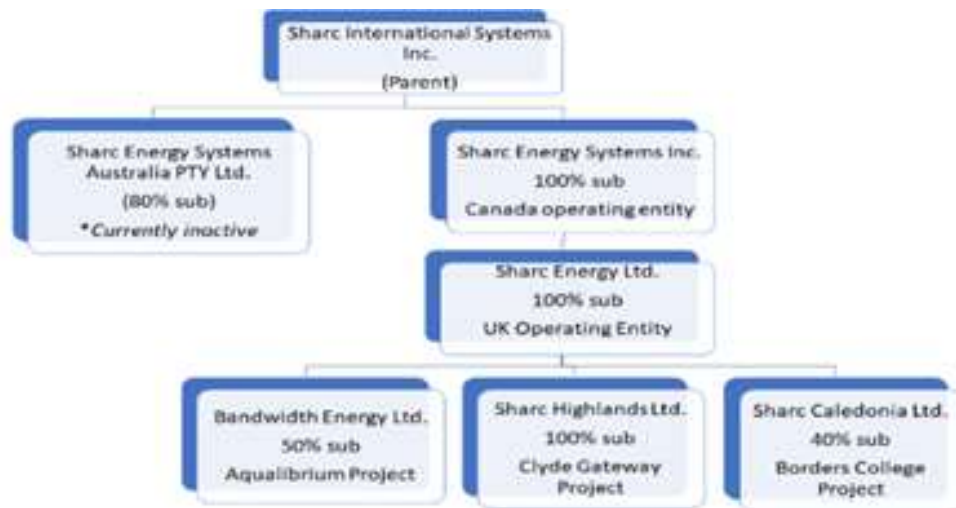 Sharc International Systems
Inc.
(Parent)
Sharc Energy Systems
Australia PTY Ltd.
(80% sub)
*Currently inactive
Sharc Energy Systems Inc.
100% sub
Canada operating entity
Sharc Energy Ltd.
100% sub
UK Operating Entity
Bandwidth Energy Ltd.
50% sub
Aqualibrium Project
Sharc Highlands Ltd.
100% sub
Clyde Gateway
Project
Sharc Caledonia Ltd.
40% sub
Borders College
Project